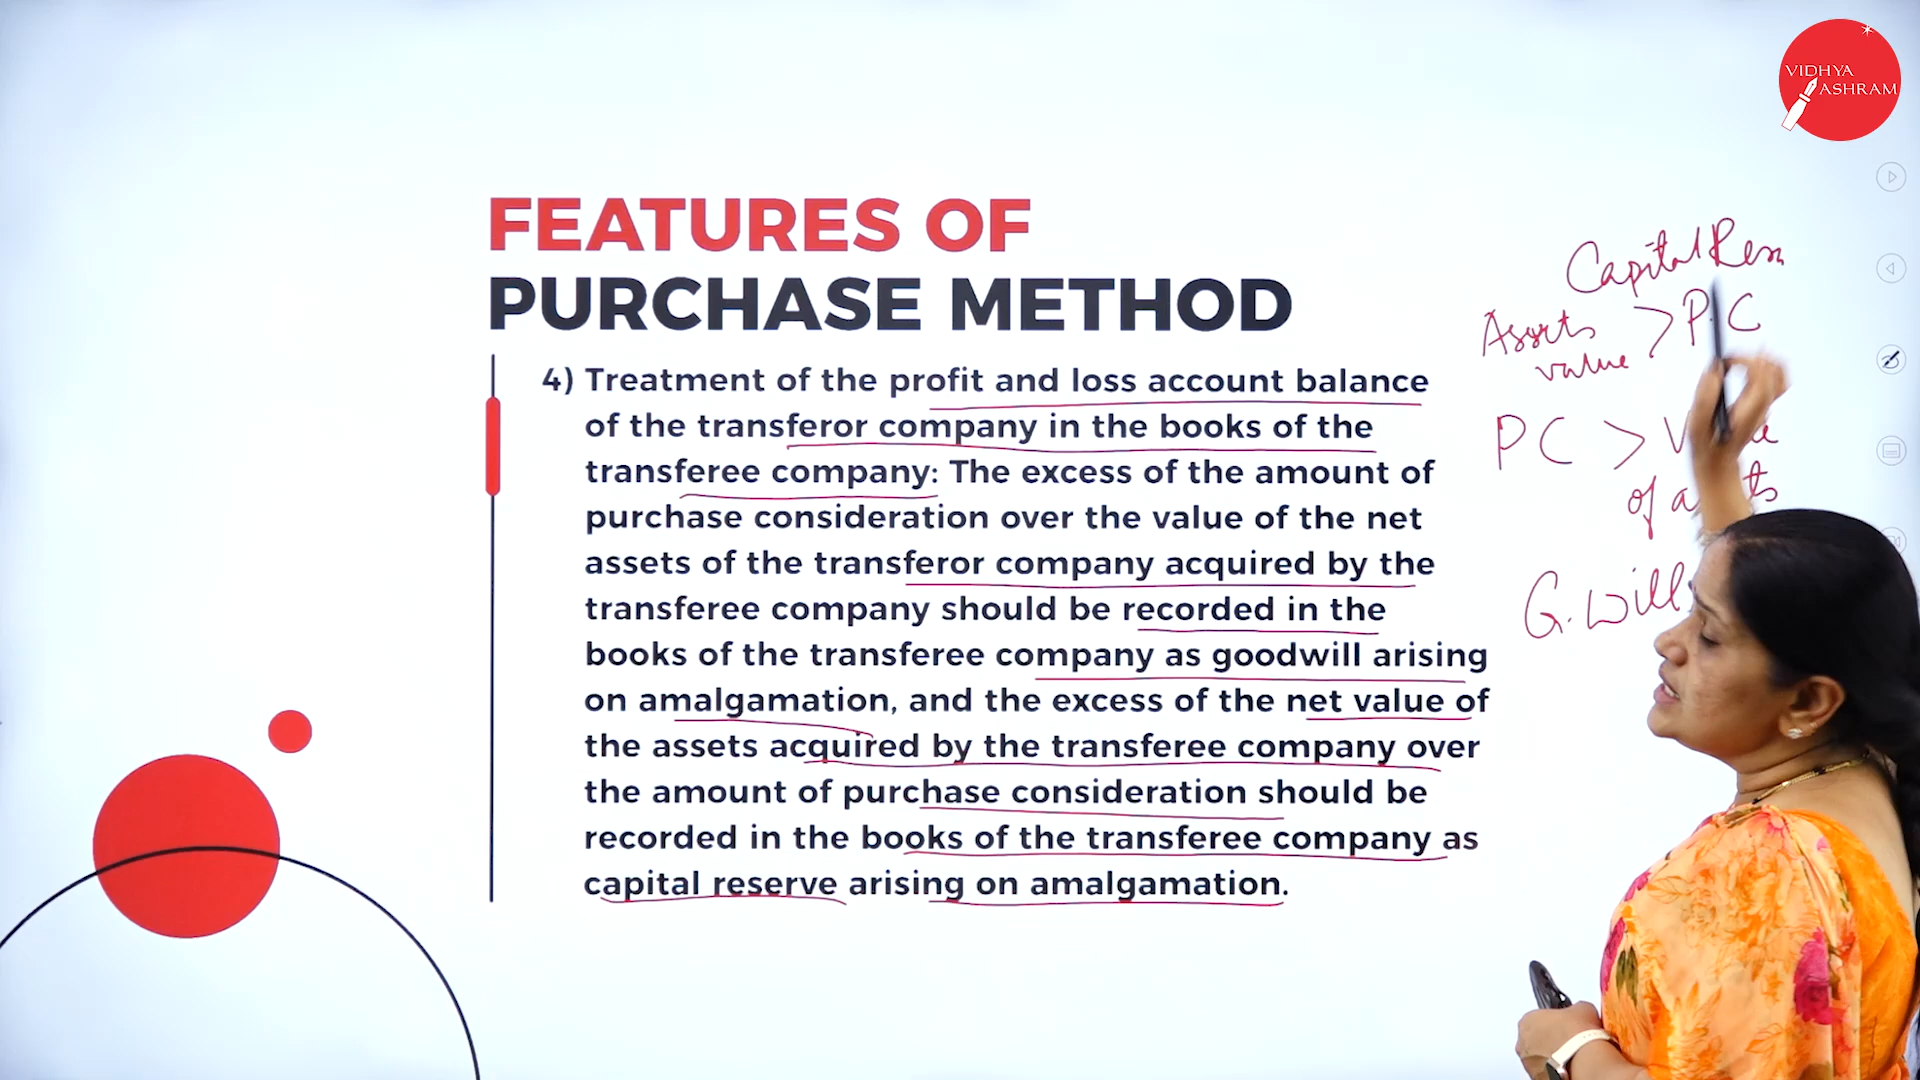 VIDHYA
ASHRAM
FEATURES OF
PURCHASE METHOD
4) Treatment of the profit and loss account balance
of the transferor company in the books of the
transferee company: The excess of the amount of
purchase consideration over the value of the net
assets of the transferor company acquired by the
transferee company should be recorded in the
books of the transferee company as goodwill arising
on amalgamation, and the excess of the net value of
the assets acquired by the transferee company over
the amount of purchase consideration should be
recorded in the books of the transferee company as
capital reserve arising on amalgamation.
Capital
Assets > P.C
value
PC >
of
G. Will